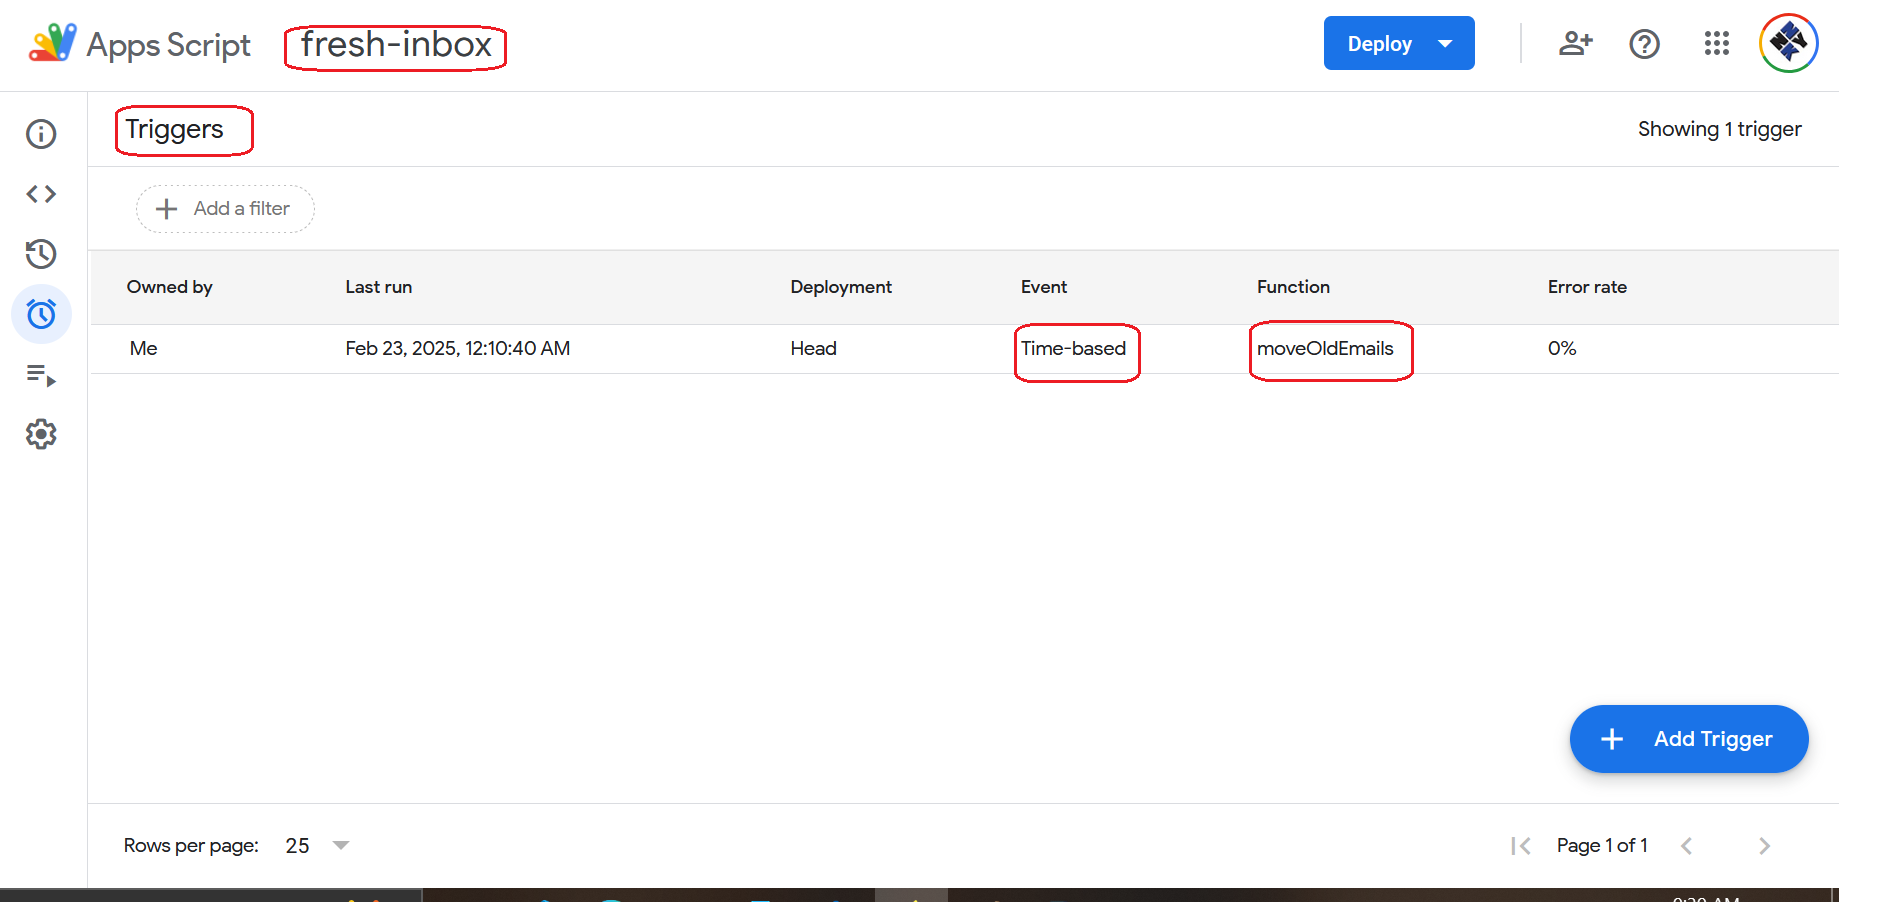 Apps Script fresh-inbox Deploy
Triggers Showing 1 trigger
Add a filter
Owned by Last run Deployment Event Function Error rate
Me Feb 23, 2025, 12:10:40 AM Head Time-based moveOldEmails 0%
Add Trigger
Rows per page: 25 Page 1 of 1